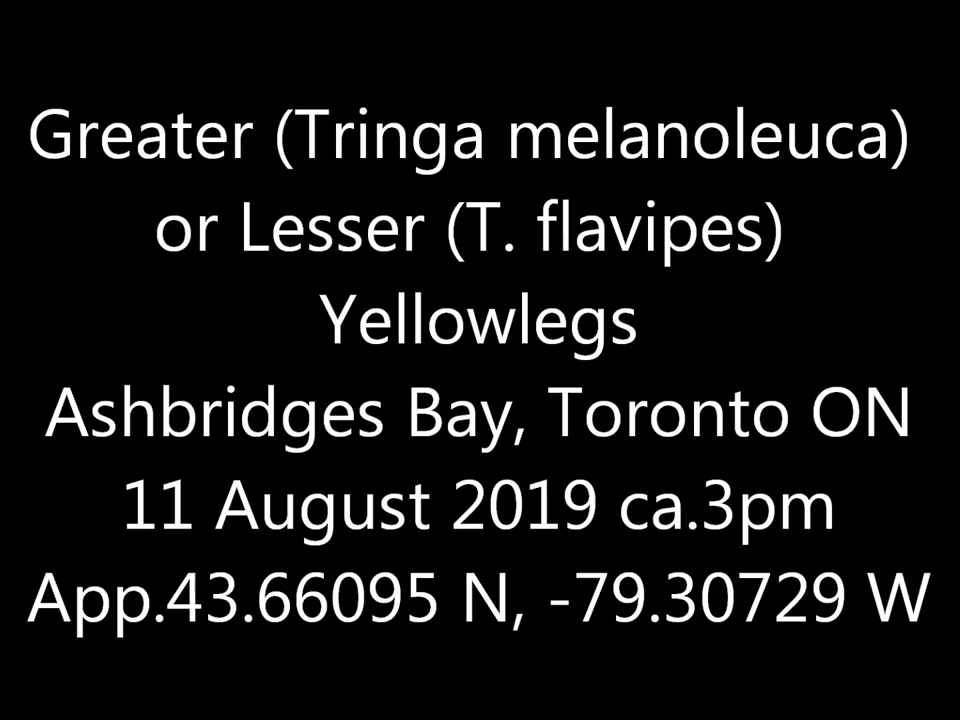 Greater (Tringa melanoleuca)
or Lesser (T. flavipes)
Yellowlegs
Ashbridges Bay, Toronto ON
11 August 2019 ca.3pm
App.43.66095 N, -79.30729 W